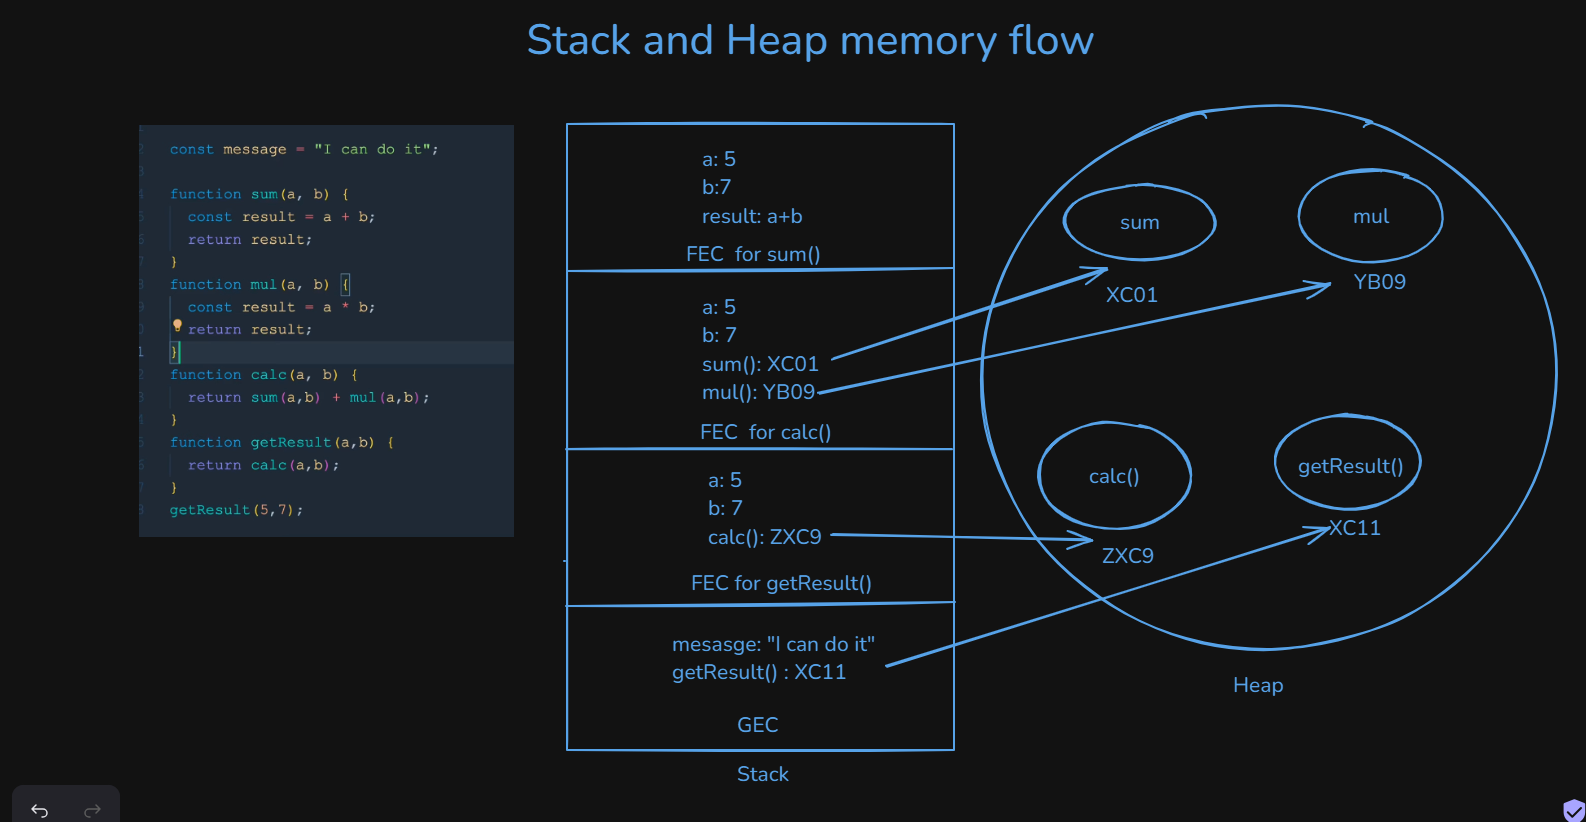 Stack and Heap memory flow
const message = "I can do it";
function sum(a, b) {
const result = a + b;
return result;
}
function mul(a, b) {
const result = a * b;
return result;
}
function calc(a, b) {
return sum(a,b) + mul(a,b);
}
function getResult(a,b) {
return calc(a,b);
}
getResult(5,7);
a: 5
b:7
result: a+b
FEC for sum()
a: 5
b: 7
sum(): XC01
mul(): YB09
FEC for calc()
a: 5
b: 7
calc(): ZXC9
FEC for getResult()
mesasge: "I can do it"
getResult() : XC11
GEC
Stack
sum
XC01
mul
YB09
calc()
ZXC9
getResult()
XC11
Heap